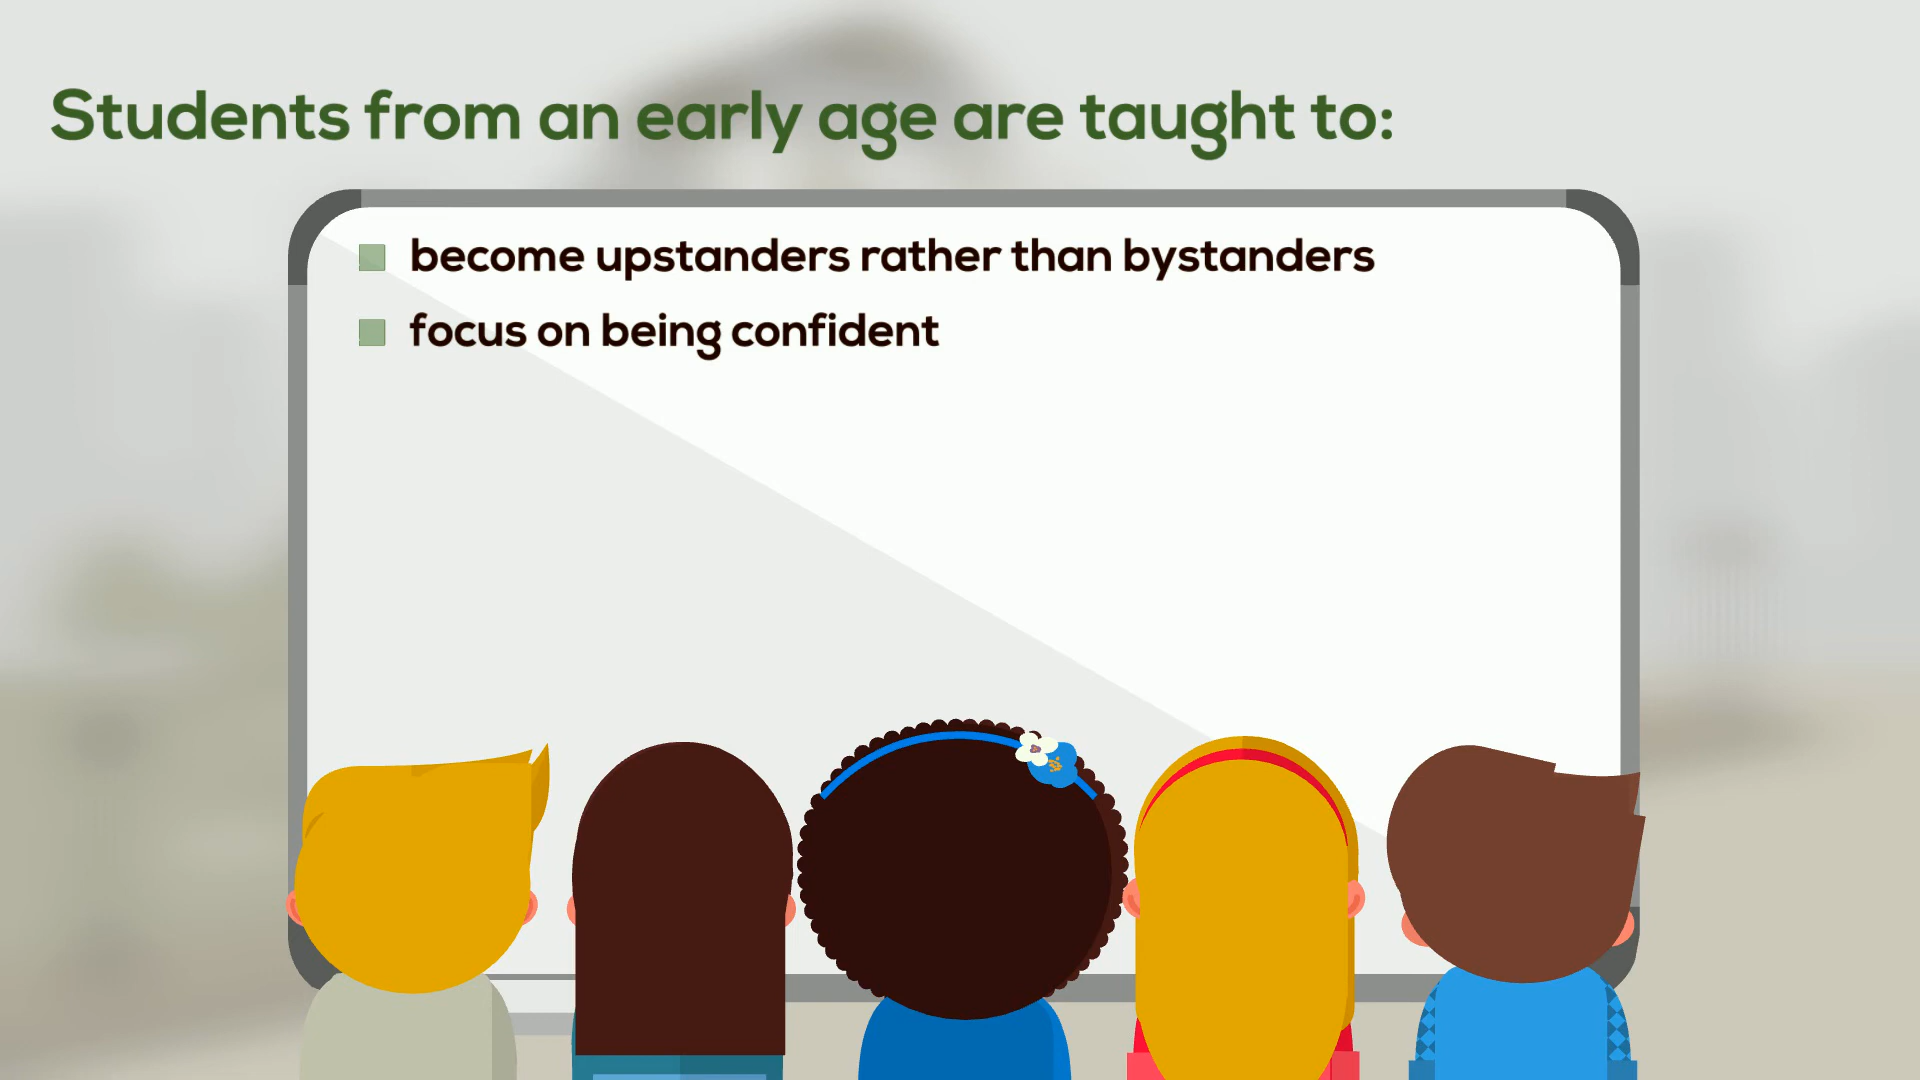 Students from an early age are taught to:
become upstanders rather than bystanders
focus on being confident